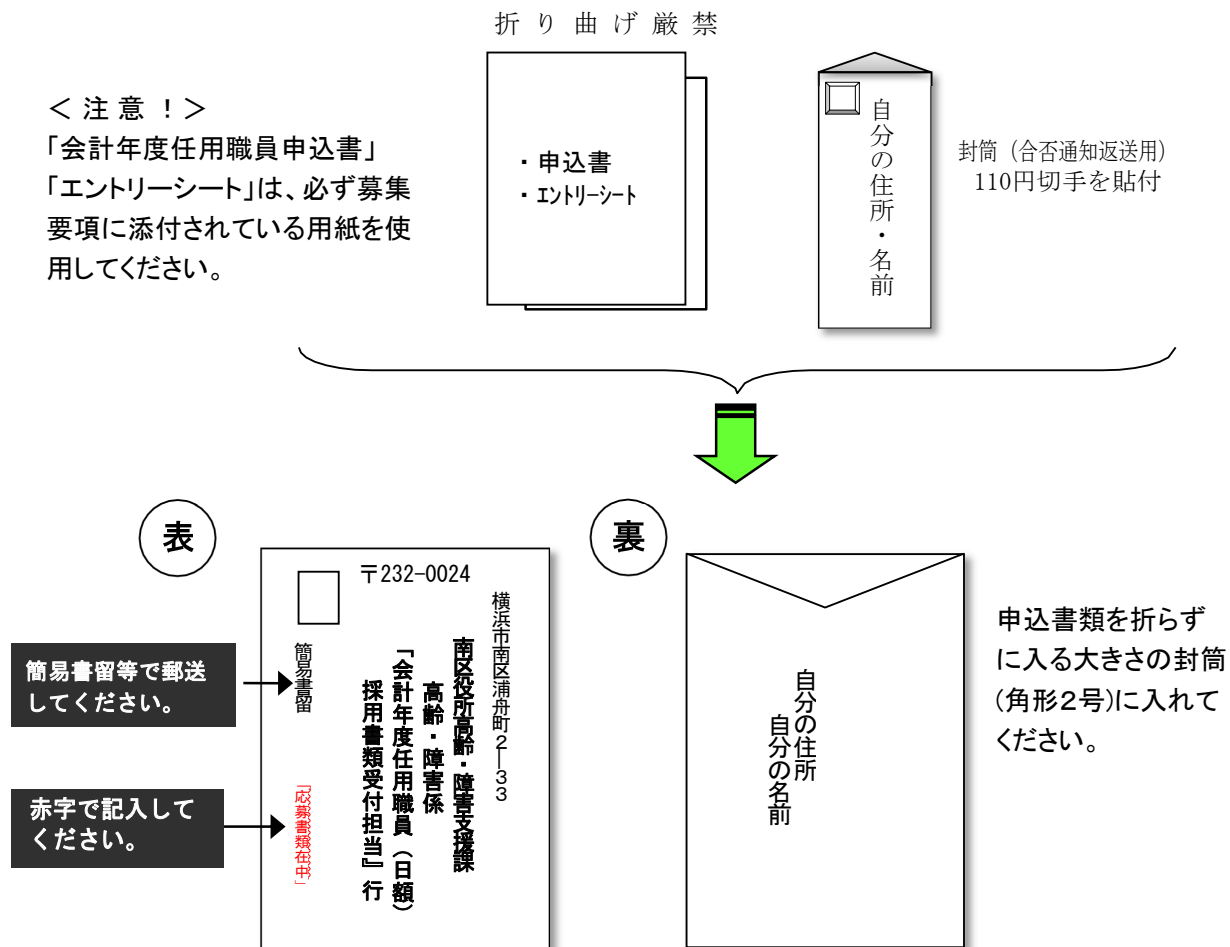 折り曲げ厳禁
＜注意！＞
「会計年度任用職員申込書」
「エントリーシート」は、必ず募集
要項に添付されている用紙を使
用してください。
・申込書
・エントリーシート
自分の住所・名前
封筒（合否通知返送用）
110円切手を貼付
表
〒232-0024
横浜市南区浦舟町２―３３
南区役所高齢・障害支援課
高齢・障害係
「会計年度任用職員（日額）
採用書類受付担当』行
簡易書留
「応募書類在中」
簡易書留等で郵送
してください。
赤字で記入して
ください。
裏
自分の住所
自分の名前
申込書類を折らず
に入る大きさの封筒
(角形２号)に入れて
ください。